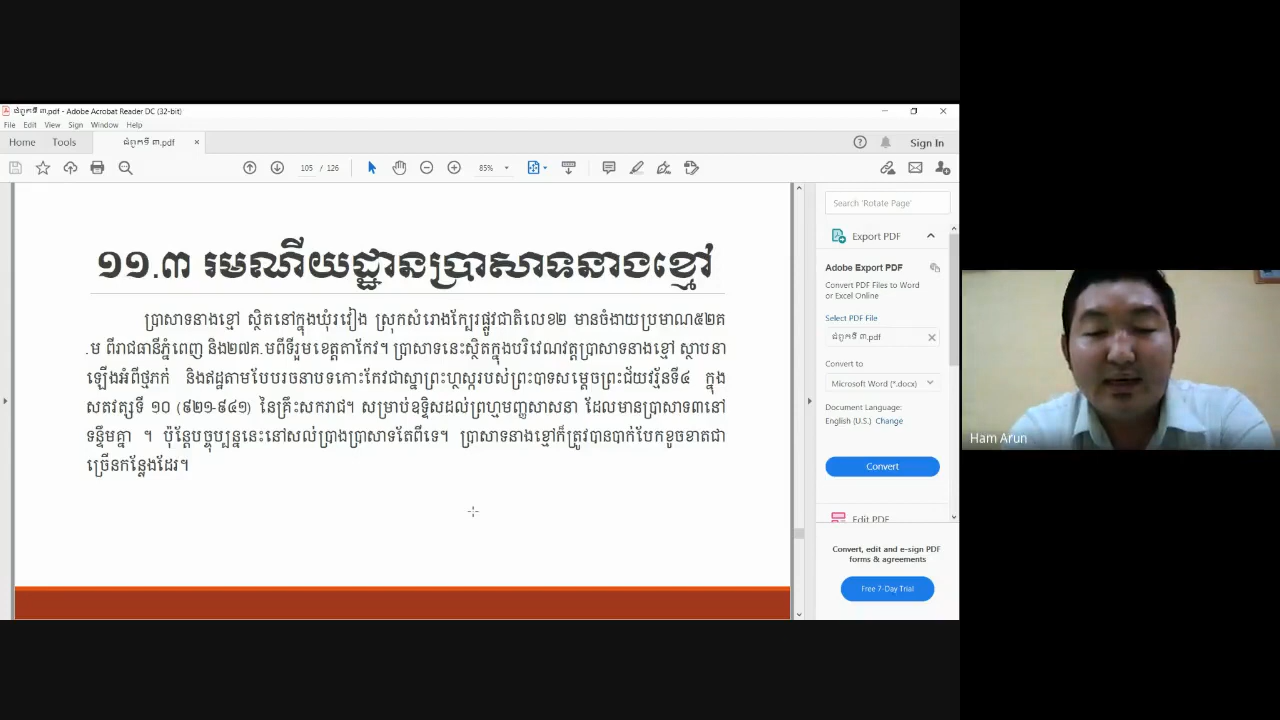 ជំពូកទី ៣.pdf - Adobe Acrobat Reader DC (32-bit)
File Edit View Sign Window Help
Home Tools ជំពូកទី ៣.pdf × Sign In
105 / 126 85%
Search 'Rotate Page'
Export PDF
Adobe Export PDF
Convert PDF Files to Word
or Excel Online
Select PDF File
ជំពូកទី ៣.pdf
Convert to
Microsoft Word (*.docx)
Document Language:
English (U.S.) Change
Convert
Edit PDF
Convert, edit and e-sign PDF
forms & agreements
Free 7-Day Trial
១១.៣ រមណីយដ្ឋានប្រាសាទនាងខ្មៅ
ប្រាសាទនាងខ្មៅ ស្ថិតនៅក្នុងឃុំរវៀង ស្រុកសំរោងក្បែរផ្លូវជាតិលេខ២ មានចំងាយប្រមាណ៥២គ
.ម ពីរាជធានីភ្នំពេញ និង២៧គ.មពីទីរួមខេត្តតាកែវ។ ប្រាសាទនេះស្ថិតក្នុងបរិវេណវត្តប្រាសាទនាងខ្មៅ ស្ថាបនា
ឡើងអំពីថ្មភក់ និងឥដ្ឋតាមបែបរចនាបទកោះកែវជាស្នាព្រះហ្ថស្តរបស់ព្រះបាទសម្តេចព្រះជ័យវរ្ម័នទី៤ ក្នុង
សតវត្សទី ១០ (៩២១-៩៤១) នៃគ្រឹះសករាជ។ សម្រាប់ឧទ្ទិសដល់ព្រហ្មមញ្ញសាសនា ដែលមានប្រាសាទ៣នៅ
ទន្ទឹមគ្នា ។ ប៉ុន្តែបច្ចុប្បន្ននេះនៅសល់ប្រាង្គប្រាសាទតែពីទេ។ ប្រាសាទនាងខ្មៅក៏ត្រូវបានបាក់បែកខូចខាតជា
ច្រើនកន្លែងដែរ។
Ham Arun